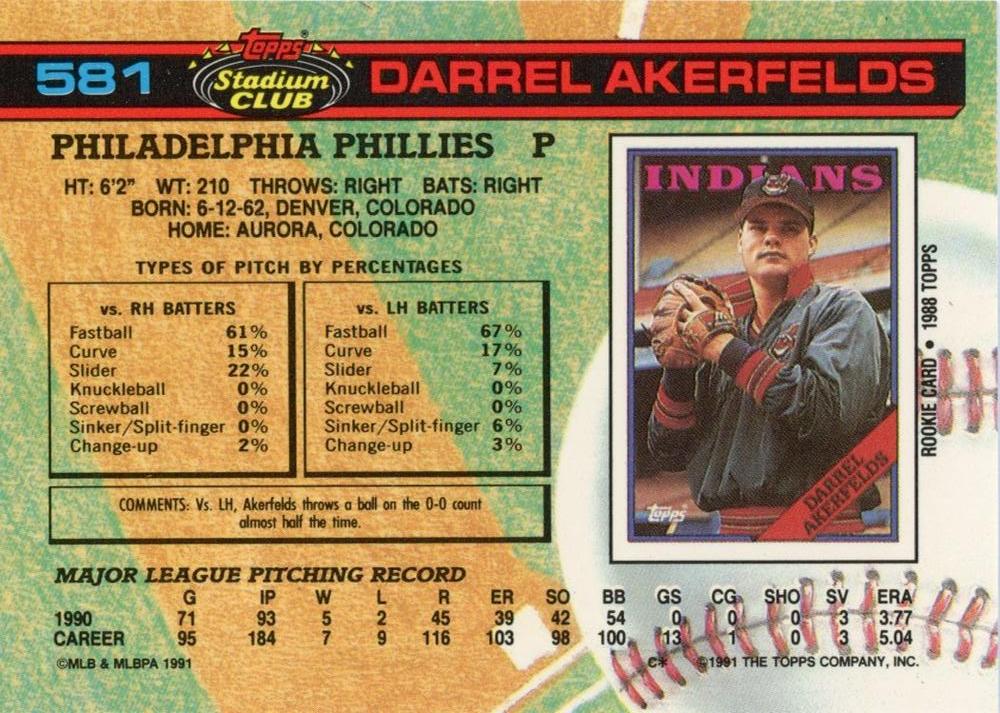 581 Topps Stadium CLUB DARREL AKERFELDS
PHILADELPHIA PHILLIES P
HT: 6'2" WT: 210 THROWS: RIGHT BATS: RIGHT
BORN: 6-12-62, DENVER, COLORADO
HOME: AURORA, COLORADO
TYPES OF PITCH BY PERCENTAGES
vs. RH BATTERS
Fastball 61%
Curve 15%
Slider 22%
Knuckleball 0%
Screwball 0%
Sinker/Split-finger 0%
Change-up 2%
vs. LH BATTERS
Fastball 67%
Curve 17%
Slider 7%
Knuckleball 0%
Screwball 0%
Sinker/Split-finger 6%
Change-up 3%
COMMENTS: Vs. LH, Akerfelds throws a ball on the 0-0 count
almost half the time.
INDIANS
DARREL
AKERFELDS
Topps
ROOKIE CARD • 1988 TOPPS
MAJOR LEAGUE PITCHING RECORD
G IP W L R ER SO BB GS CG SHO SV ERA
1990 71 93 5 2 45 39 42 54 0 0 0 3 3.77
CAREER 95 184 7 9 116 103 98 100 13 1 0 3 5.04
©MLB & MLBPA 1991 C* ©1991 THE TOPPS COMPANY, INC.